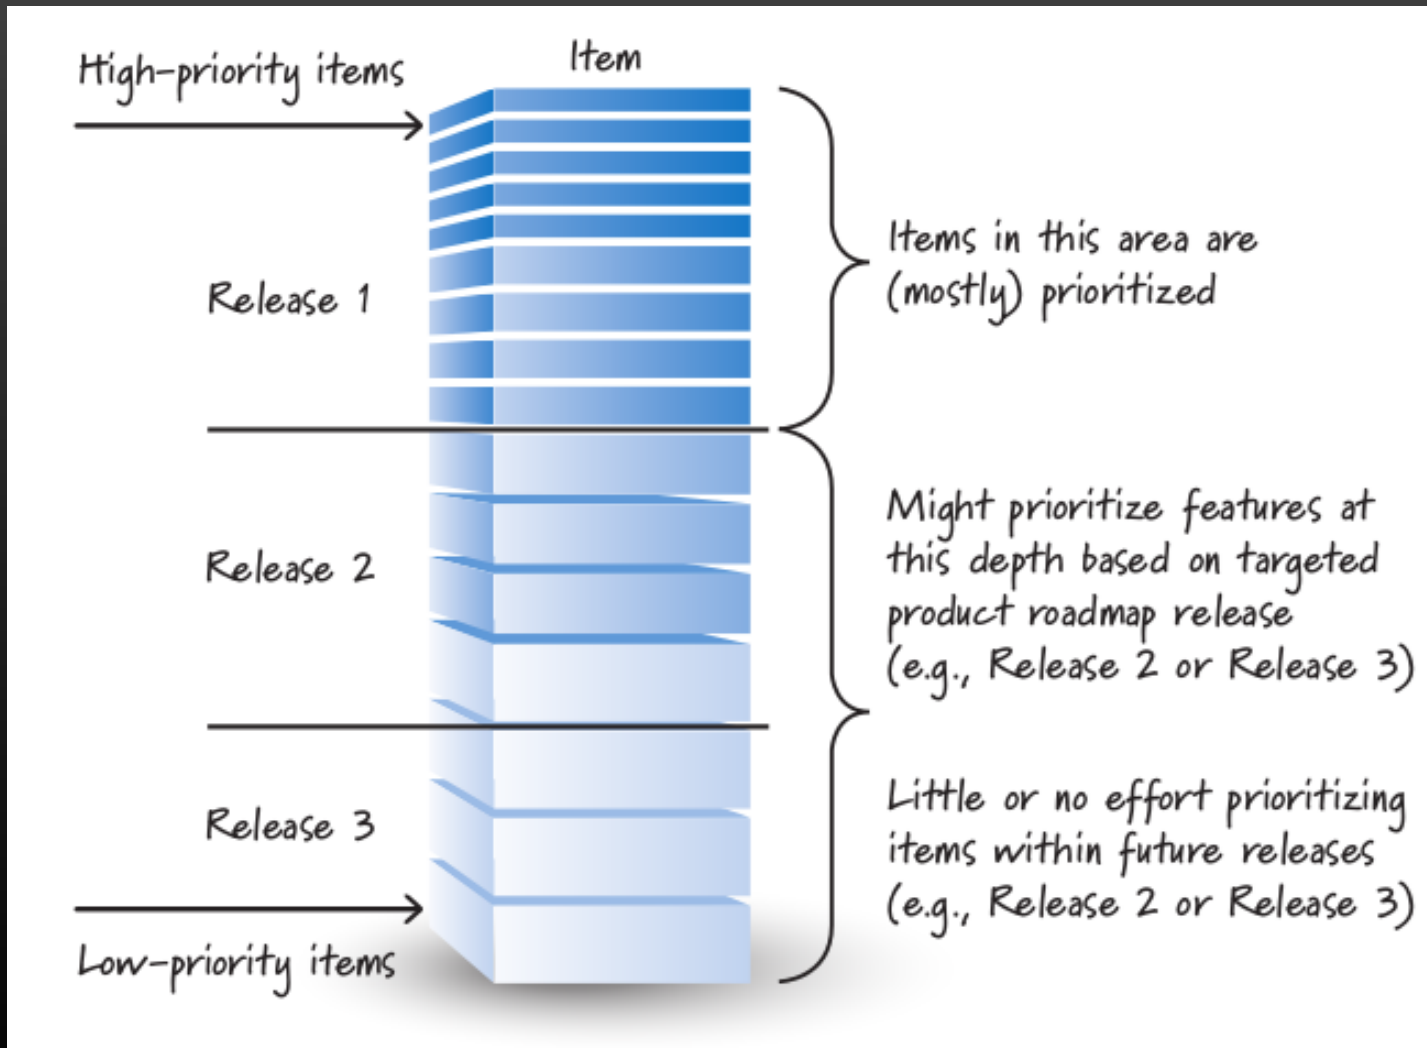 High-priority items
Item
Release 1
Items in this area are
(mostly) prioritized
Release 2
Might prioritize features at
this depth based on targeted
product roadmap release
(e.g., Release 2 or Release 3)
Release 3
Little or no effort prioritizing
items within future releases
(e.g., Release 2 or Release 3)
Low-priority items